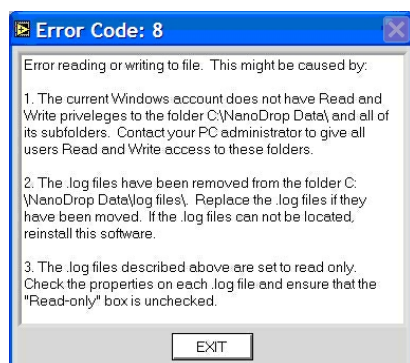 Error Code: 8
Error reading or writing to file.  This might be caused by:
1. The current Windows account does not have Read and
Write priveleges to the folder C:\NanoDrop Data\ and all of
its subfolders.  Contact your PC administrator to give all
users Read and Write access to these folders.
2. The .log files have been removed from the folder C:
\NanoDrop Data\log files\.  Replace the .log files if they
have been moved.  If the .log files can not be located,
reinstall this software.
3. The .log files described above are set to read only.
Check the properties on each .log file and ensure that the
"Read-only" box is unchecked.
EXIT